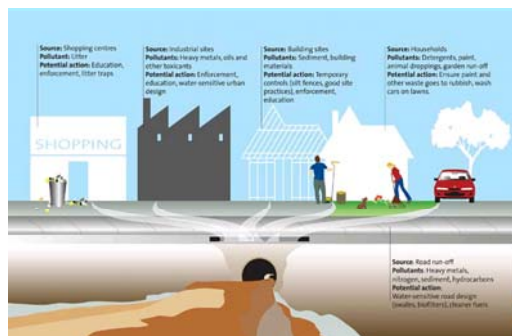 Source: Shopping centres
Pollutant: Litter
Potential action: Education,
enforcement, litter traps
Source: Industrial sites
Pollutants: Heavy metals, oils and
other toxicants
Potential action: Enforcement,
education, water sensitive urban
design
Source: Building sites
Pollutants: Sediment, building
materials
Potential action: Temporary
controls (silt fences, good site
practices), enforcement,
education
Source: Households
Pollutants: Detergents, paint,
animal droppings, garden run-off
Potential action: Ensure paint and
other waste goes to rubbish, wash
cars on lawns.
SHOPPING
Source: Road run-off
Pollutants: Heavy metals,
nitrogen, sediment, hydrocarbons
Potential action:
Water-sensitive road design
(swales, biofilters), cleaner fuels